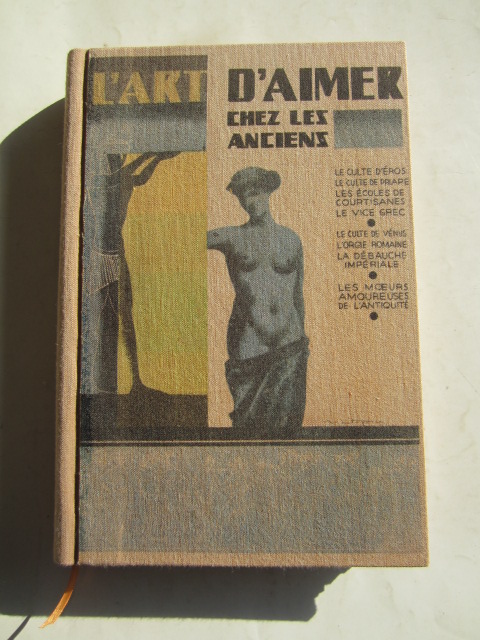 L'ART D'AIMER
CHEZ LES
ANCIENS
LE CULTE D'ÉROS
LE CULTE DE PRIAPE
LES ÉCOLES DE
COURTISANES
LE VICE GREC
LE CULTE DE VÉNUS
L'ORGIE ROMAINE
LA DÉBAUCHE
IMPÉRIALE
LES MŒURS
AMOUREUSES
DE L'ANTIQUITÉ